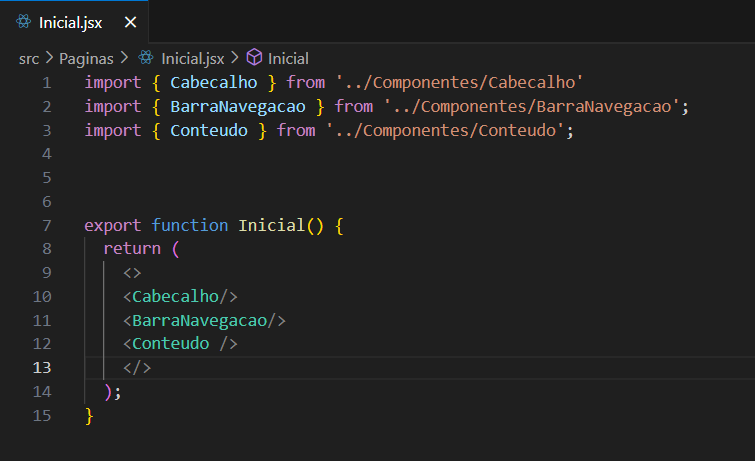 Inicial.jsx ×
src > Paginas > Inicial.jsx > Inicial
1 import { Cabecalho } from '../Componentes/Cabecalho'
2 import { BarraNavegacao } from '../Componentes/BarraNavegacao';
3 import { Conteudo } from '../Componentes/Conteudo';
4
5
6
7 export function Inicial() {
8   return (
9     <>
10     <Cabecalho/>
11     <BarraNavegacao/>
12     <Conteudo />
13     </>
14   );
15 }